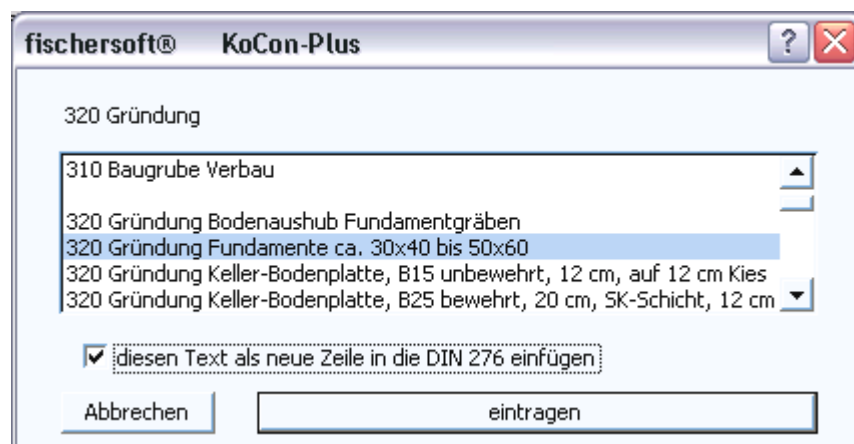 fischersoft® KoCon-Plus ?
320 Gründung
310 Baugrube Verbau
320 Gründung Bodenaushub Fundamentgräben
320 Gründung Fundamente ca. 30x40 bis 50x60
320 Gründung Keller-Bodenplatte, B15 unbewehrt, 12 cm, auf 12 cm Kies
320 Gründung Keller-Bodenplatte, B25 bewehrt, 20 cm, SK-Schicht, 12 cm
diesen Text als neue Zeile in die DIN 276 einfügen
Abbrechen eintragen